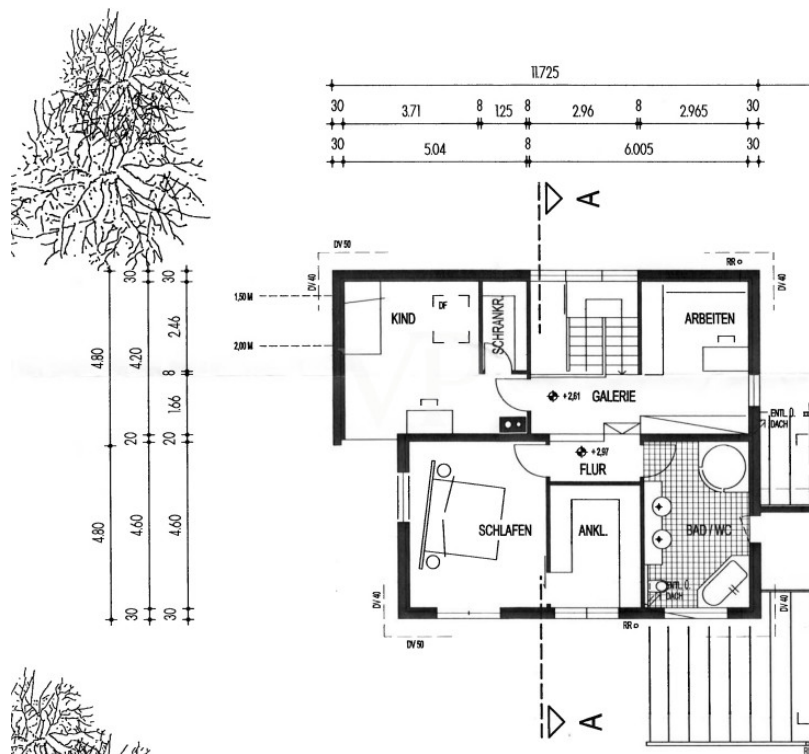 11.725
30 3.71 8 1.25 8 2.96 8 2.965 30
30 5.04 8 6.005 30
A
DV 50
RR
DV 40
DV 40
1,50 M
2,00 M
KIND
DF
SCHRANKR.
ARBEITEN
30 30 30
4.80 4.20 2.46
8
1.66
20 20
4.80 4.60 4.60
30 30 30
+2,61
GALERIE
ENTL. Ü.
DACH
+2,97
FLUR
SCHLAFEN
ANKL.
BAD / WC
ENTL. Ü.
DACH
DV 40
DV 40
DV 50
RR
A